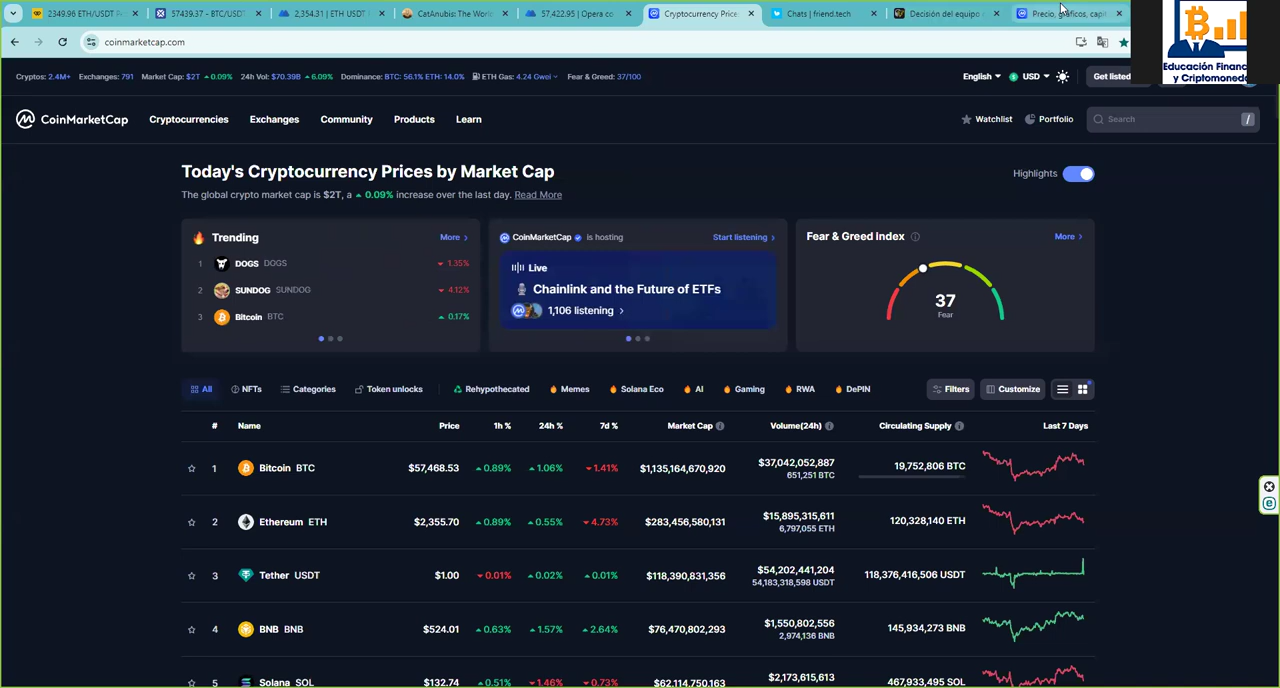 2349.96 ETH/USDT Pe
57439.37 - BTC/USDT
2,354.31 | ETH USDT
CatAnubis: The World
57,422.95 | Opera co
Cryptocurrency Price
Chats | friend.tech
Decisión del equipo
Precio, gráficos, capi
coinmarketcap.com
Educación Financ
y Criptomoneda
Cryptos: 2.4M+ Exchanges: 791 Market Cap: $2T 0.09% 24h Vol: $70.39B 6.09% Dominance: BTC: 56.1% ETH: 14.0% ETH Gas: 4.24 Gwei Fear & Greed: 37/100
English USD Get listed
CoinMarketCap Cryptocurrencies Exchanges Community Products Learn
Watchlist Portfolio Search /
Today's Cryptocurrency Prices by Market Cap
Highlights
The global crypto market cap is $2T, a 0.09% increase over the last day. Read More
Trending More >
1 DOGS DOGS 1.35%
2 SUNDOG SUNDOG 4.12%
3 Bitcoin BTC 0.17%
CoinMarketCap is hosting Start listening >
Live
Chainlink and the Future of ETFs
1,106 listening >
Fear & Greed Index More >
37
Fear
All NFTs Categories Token unlocks Rehypothecated Memes Solana Eco AI Gaming RWA DePIN Filters Customize
# Name Price 1h % 24h % 7d % Market Cap Volume(24h) Circulating Supply Last 7 Days
1 Bitcoin BTC $57,468.53 0.89% 1.06% 1.41% $1,135,164,670,920 $37,042,052,887 19,752,806 BTC
651,251 BTC
2 Ethereum ETH $2,355.70 0.89% 0.55% 4.73% $283,456,580,131 $15,895,315,611 120,328,140 ETH
6,797,055 ETH
3 Tether USDT $1.00 0.01% 0.02% 0.01% $118,390,831,356 $54,202,441,204 118,376,416,506 USDT
54,183,318,598 USDT
4 BNB BNB $524.01 0.63% 1.57% 2.64% $76,470,802,293 $1,550,802,556 145,934,273 BNB
2,974,136 BNB
5 Solana SOL $132.74 0.51% 1.46% 0.73% $62,114,750,163 $2,173,615,613 467,933,495 SOL